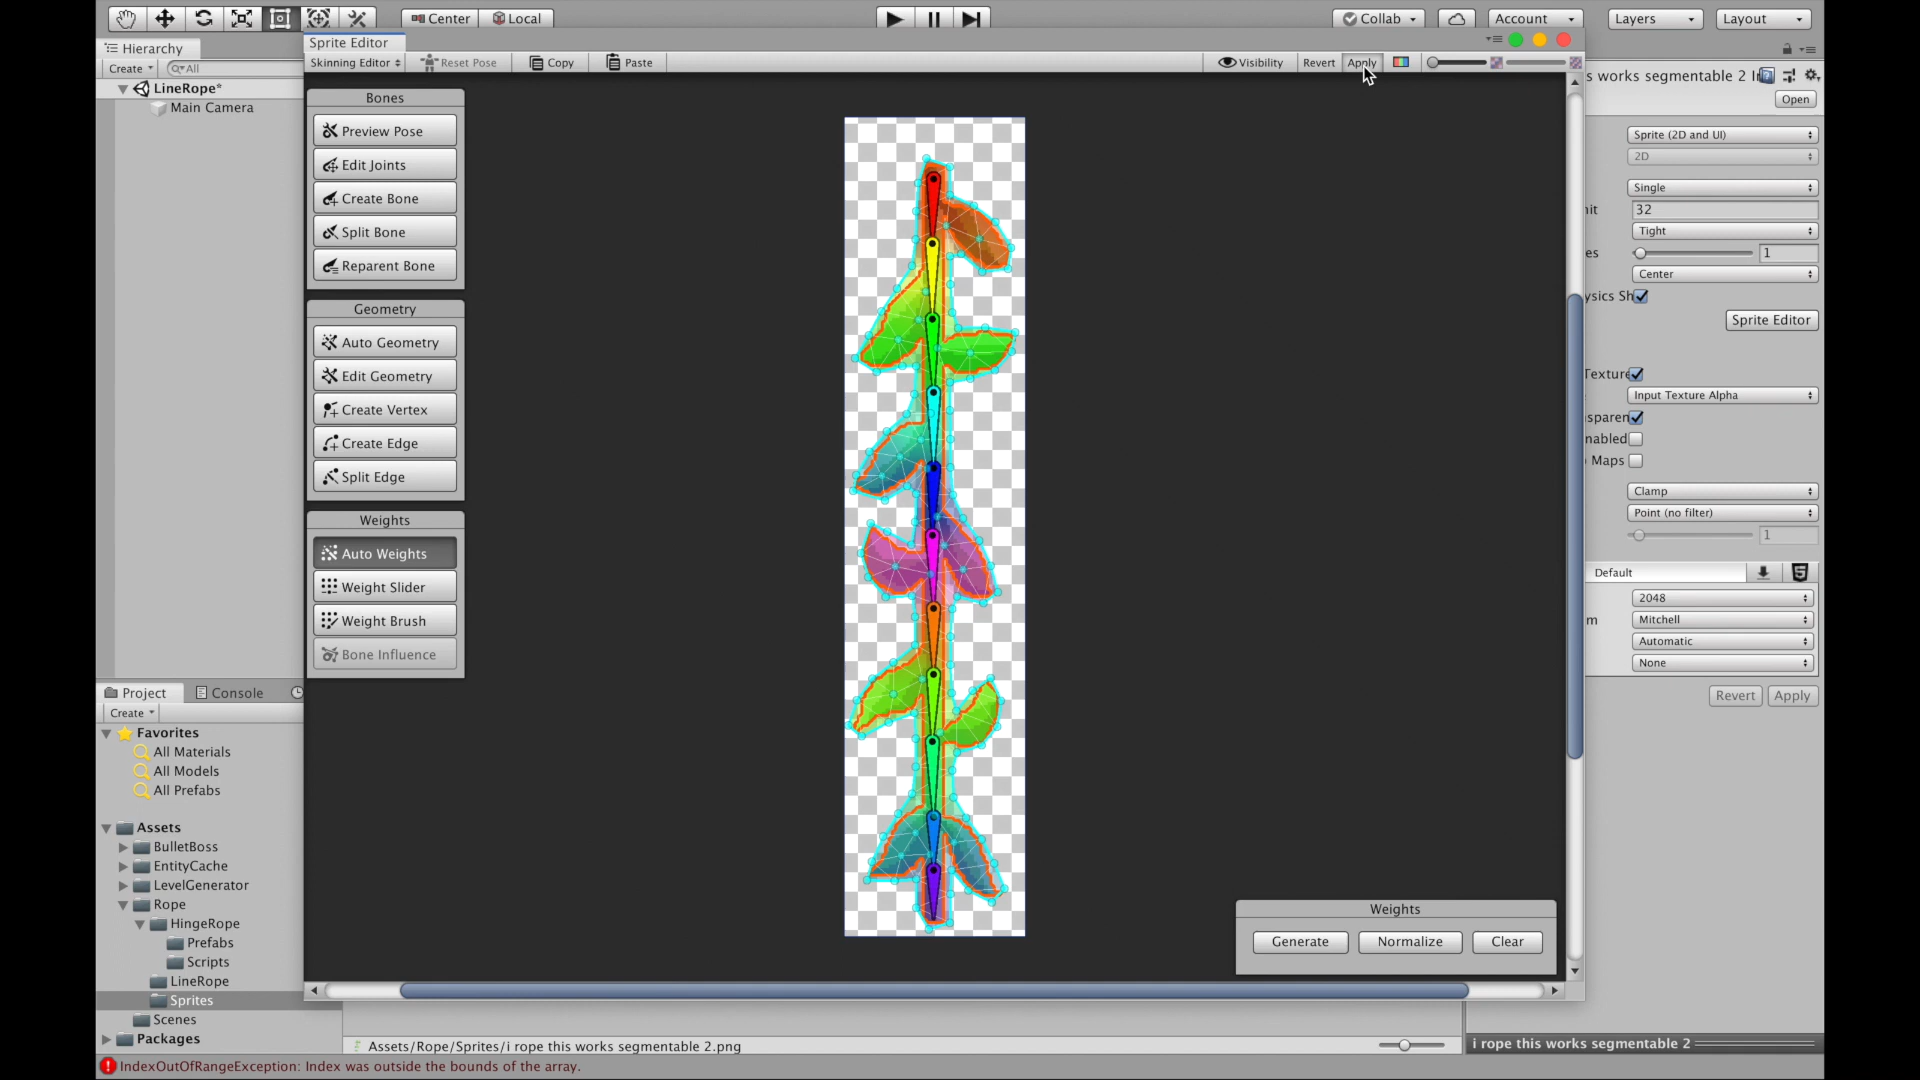 Center
Local
Collab
Account
Layers
Layout
Hierarchy
Sprite Editor
Create
All
Skinning Editor
Reset Pose
Copy
Paste
Visibility
Revert
Apply
LineRope*
Main Camera
s works segmentable 2 I
Open
Bones
Preview Pose
Edit Joints
Create Bone
Split Bone
Reparent Bone
Geometry
Auto Geometry
Edit Geometry
Create Vertex
Create Edge
Split Edge
Weights
Auto Weights
Weight Slider
Weight Brush
Bone Influence
Sprite (2D and UI)
2D
Single
nit
32
Tight
es
1
Center
ysics Sh
Sprite Editor
Texture
Input Texture Alpha
nsparen
nabled
Maps
Clamp
Point (no filter)
1
Default
2048
m
Mitchell
Automatic
None
Revert
Apply
Project
Console
Create
Favorites
All Materials
All Models
All Prefabs
Assets
BulletBoss
EntityCache
LevelGenerator
Rope
HingeRope
Prefabs
Scripts
LineRope
Sprites
Scenes
Packages
Weights
Generate
Normalize
Clear
Assets/Rope/Sprites/i rope this works segmentable 2.png
i rope this works segmentable 2
IndexOutOfRangeException: Index was outside the bounds of the array.